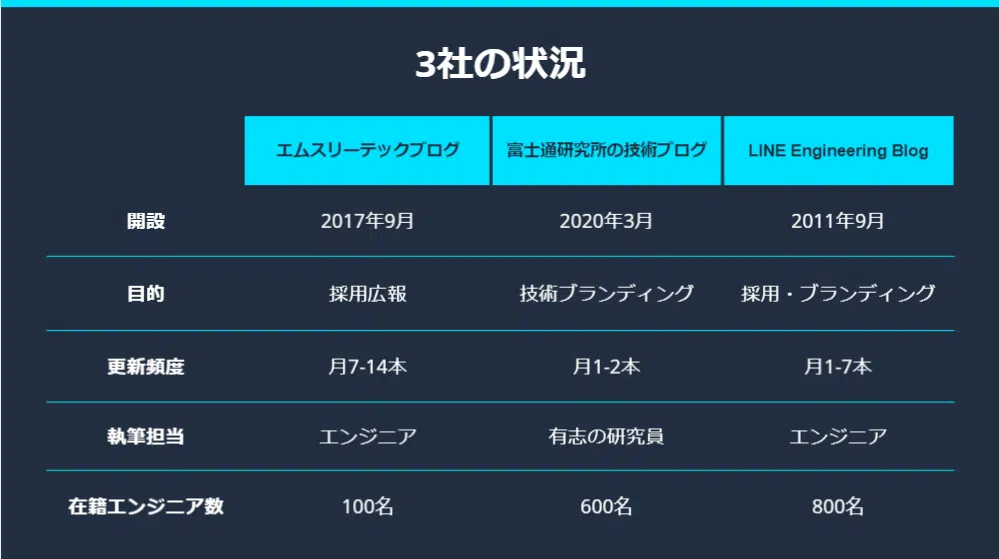 3社の状況
エムスリーテックブログ 富士通研究所の技術ブログ LINE Engineering Blog
開設 2017年9月 2020年3月 2011年9月
目的 採用広報 技術ブランディング 採用・ブランディング
更新頻度 月7-14本 月1-2本 月1-7本
執筆担当 エンジニア 有志の研究員 エンジニア
在籍エンジニア数 100名 600名 800名